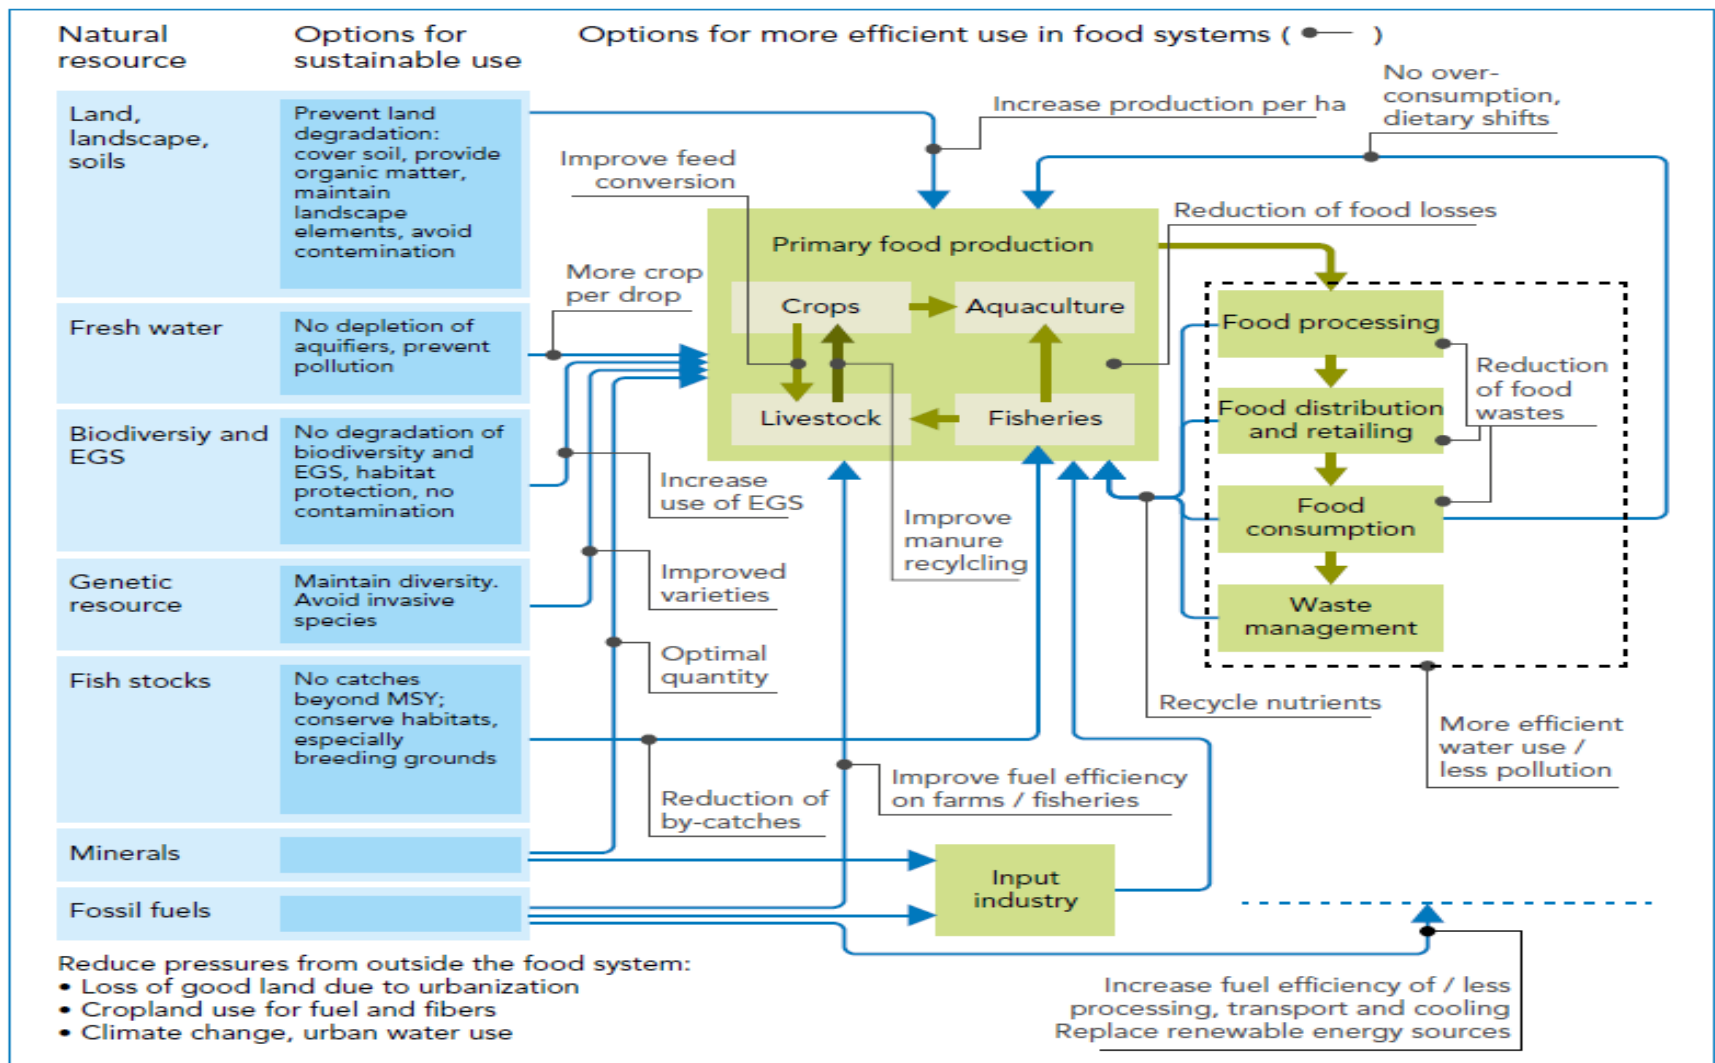 Natural
resource
Options for
sustainable use
Options for more efficient use in food systems ( )
Land,
landscape,
soils
Prevent land
degradation:
cover soil, provide
organic matter,
maintain
landscape
elements, avoid
contemination
Fresh water
No depletion of
aquifiers, prevent
pollution
Biodiversiy and
EGS
No degradation of
biodiversity and
EGS, habitat
protection, no
contamination
Genetic
resource
Maintain diversity.
Avoid invasive
species
Fish stocks
No catches
beyond MSY;
conserve habitats,
especially
breeding grounds
Minerals
Fossil fuels
Improve feed
conversion
More crop
per drop
Increase production per ha
No over-
consumption,
dietary shifts
Reduction of food losses
Primary food production
Crops
Aquaculture
Livestock
Fisheries
Food processing
Food distribution
and retailing
Food
consumption
Waste
management
Reduction
of food
wastes
Increase
use of EGS
Improve
manure
recylcling
Improved
varieties
Optimal
quantity
Recycle nutrients
More efficient
water use /
less pollution
Reduction of
by-catches
Improve fuel efficiency
on farms / fisheries
Input
industry
Increase fuel efficiency of / less
processing, transport and cooling
Replace renewable energy sources
Reduce pressures from outside the food system:
• Loss of good land due to urbanization
• Cropland use for fuel and fibers
• Climate change, urban water use